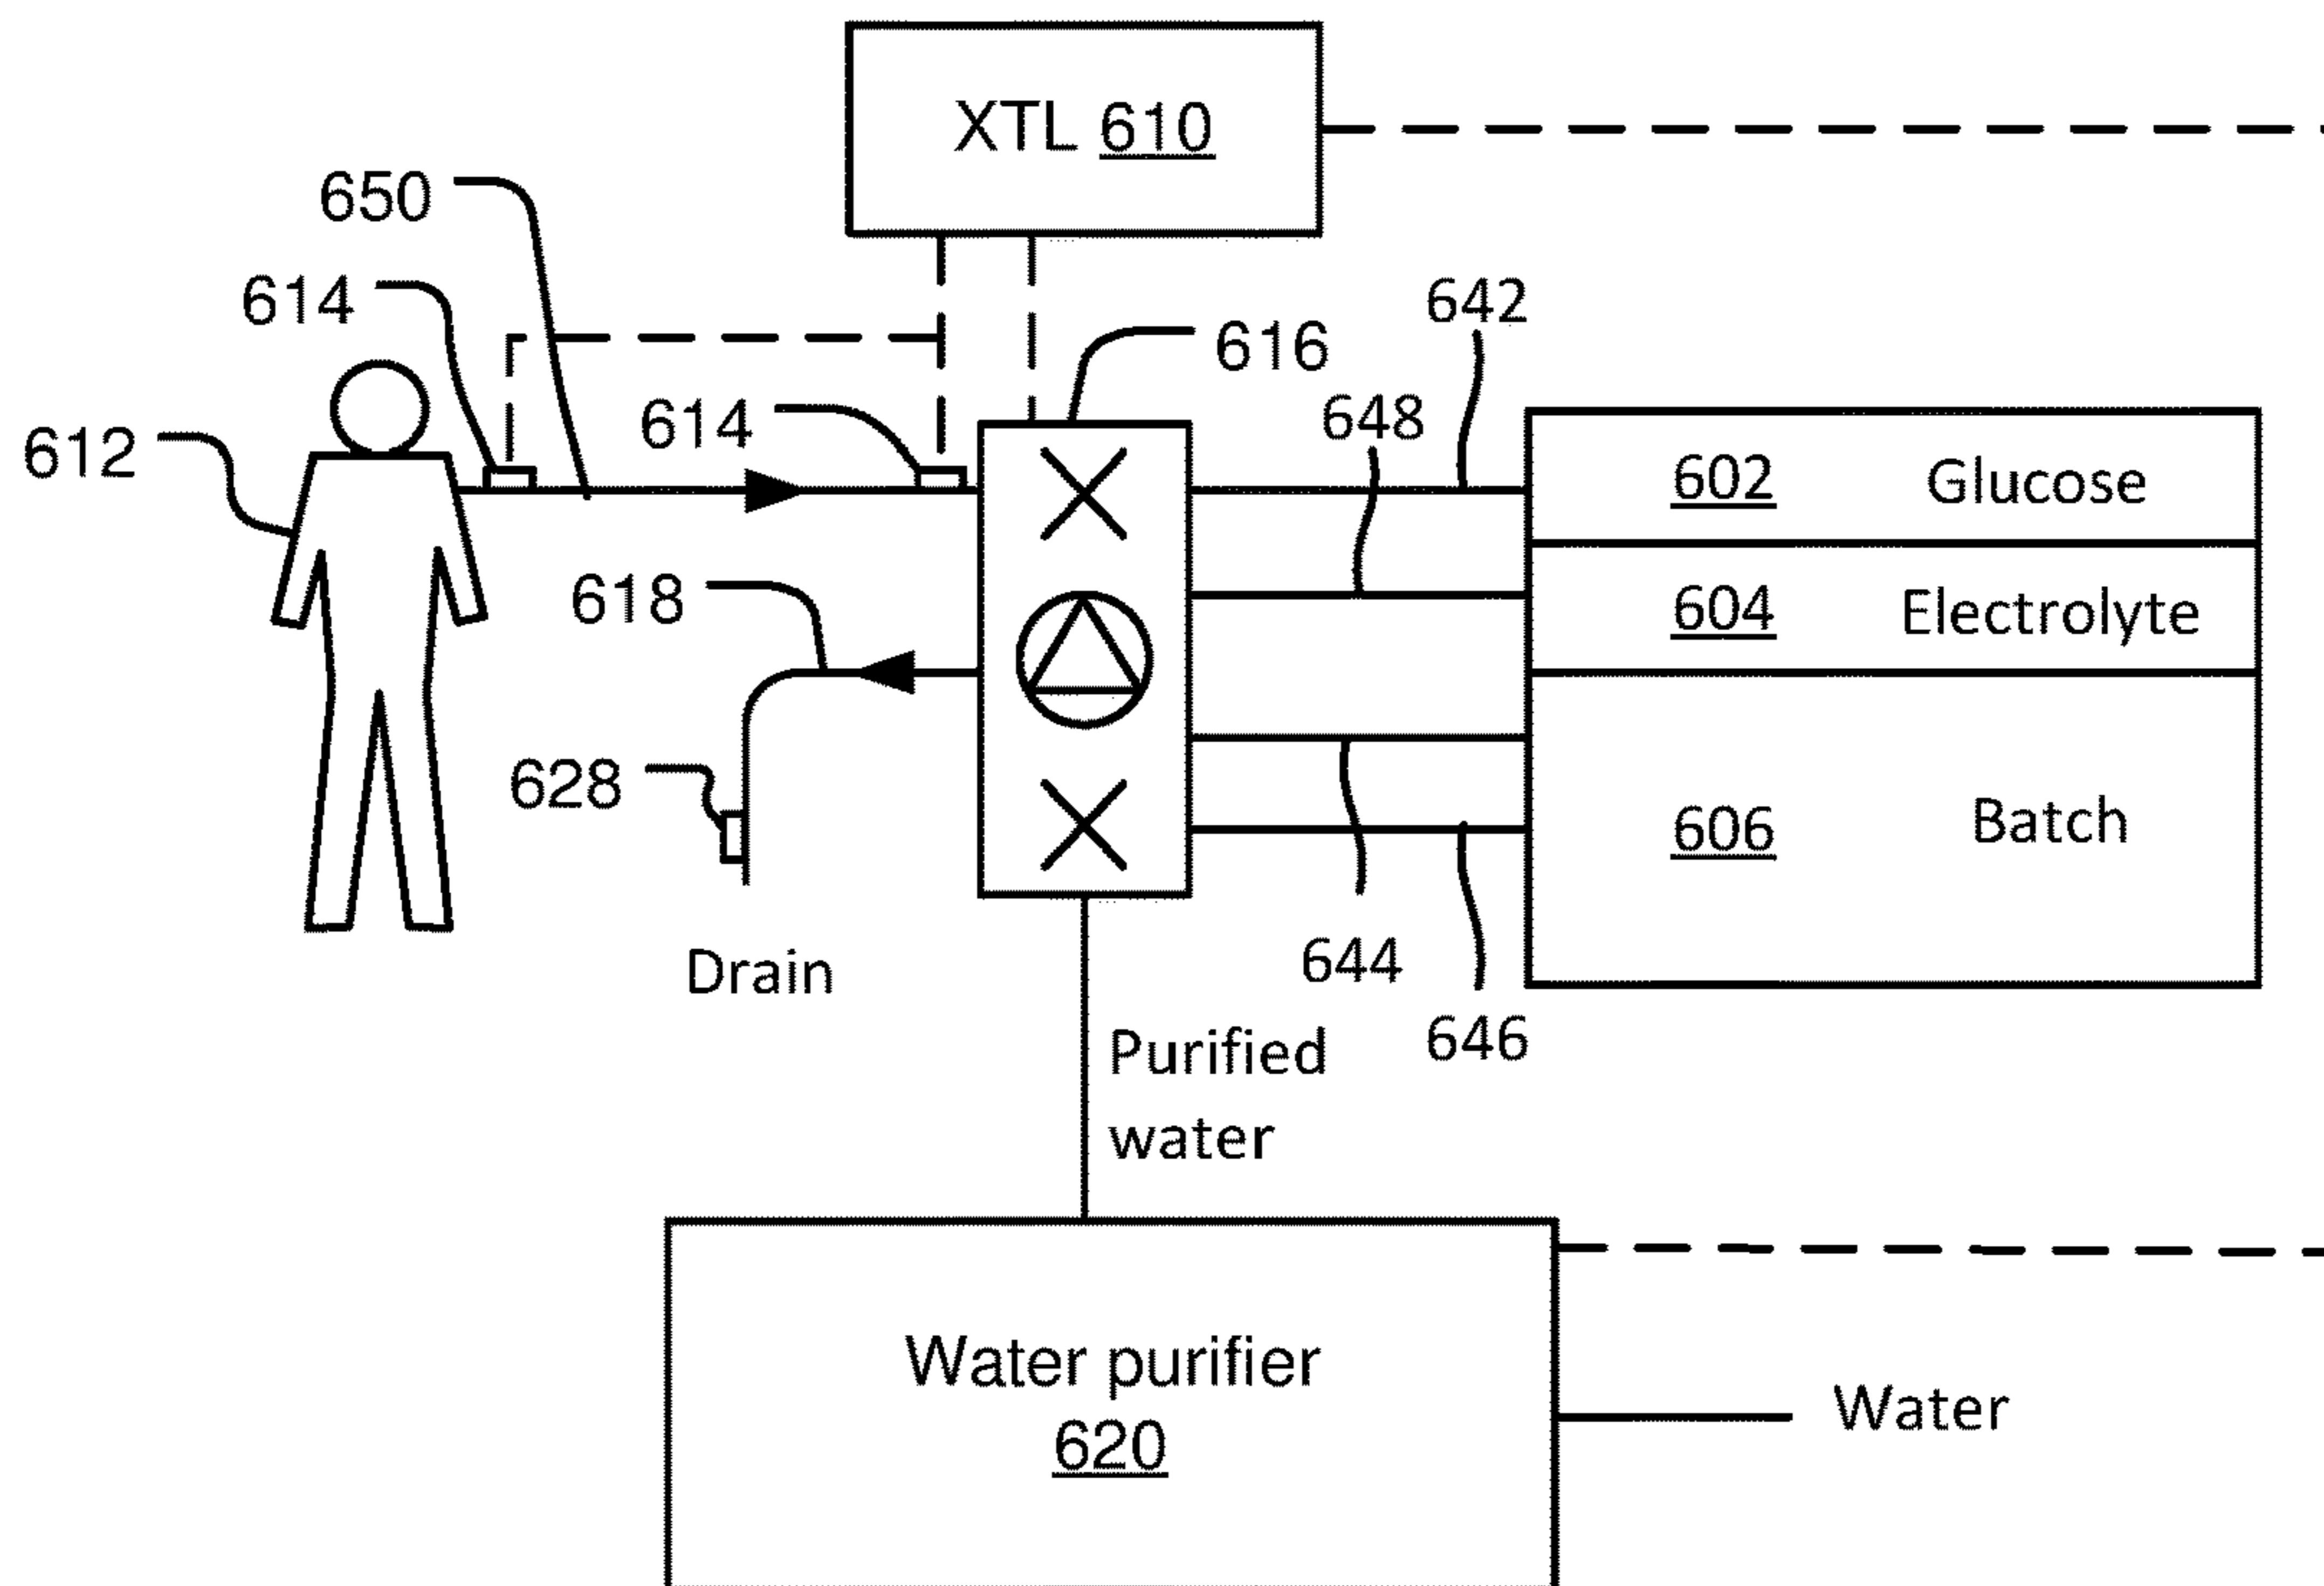 XTL 610
650
614
642
616
648
614
612
602 Glucose
618
604 Electrolyte
628
606 Batch
644
Drain
646
Purified
water
Water purifier
620
Water